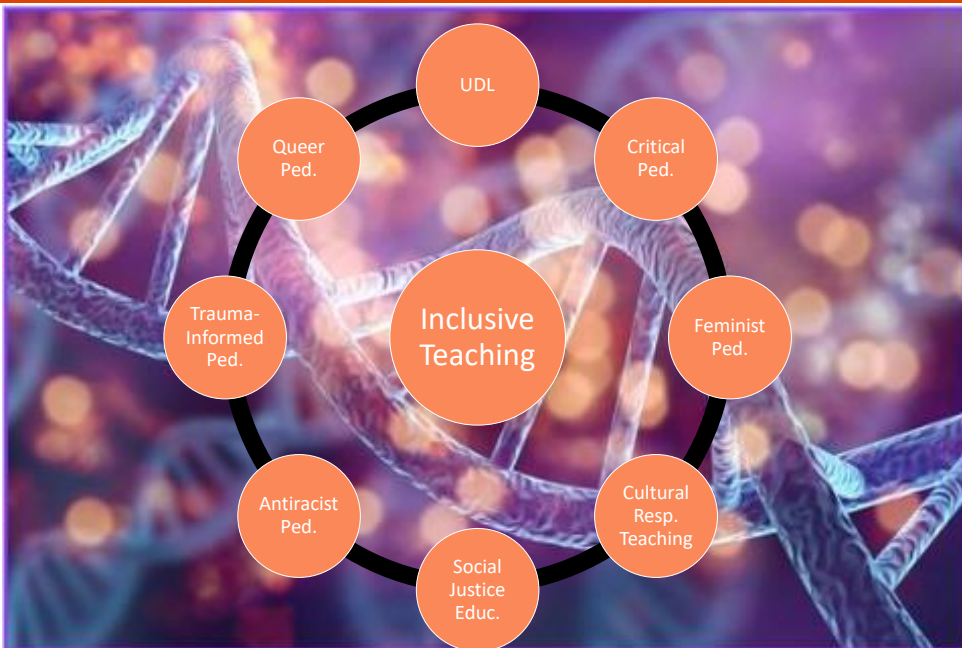 UDL
Critical
Ped.
Feminist
Ped.
Cultural
Resp.
Teaching
Social
Justice
Educ.
Antiracist
Ped.
Trauma-
Informed
Ped.
Queer
Ped.
Inclusive
Teaching